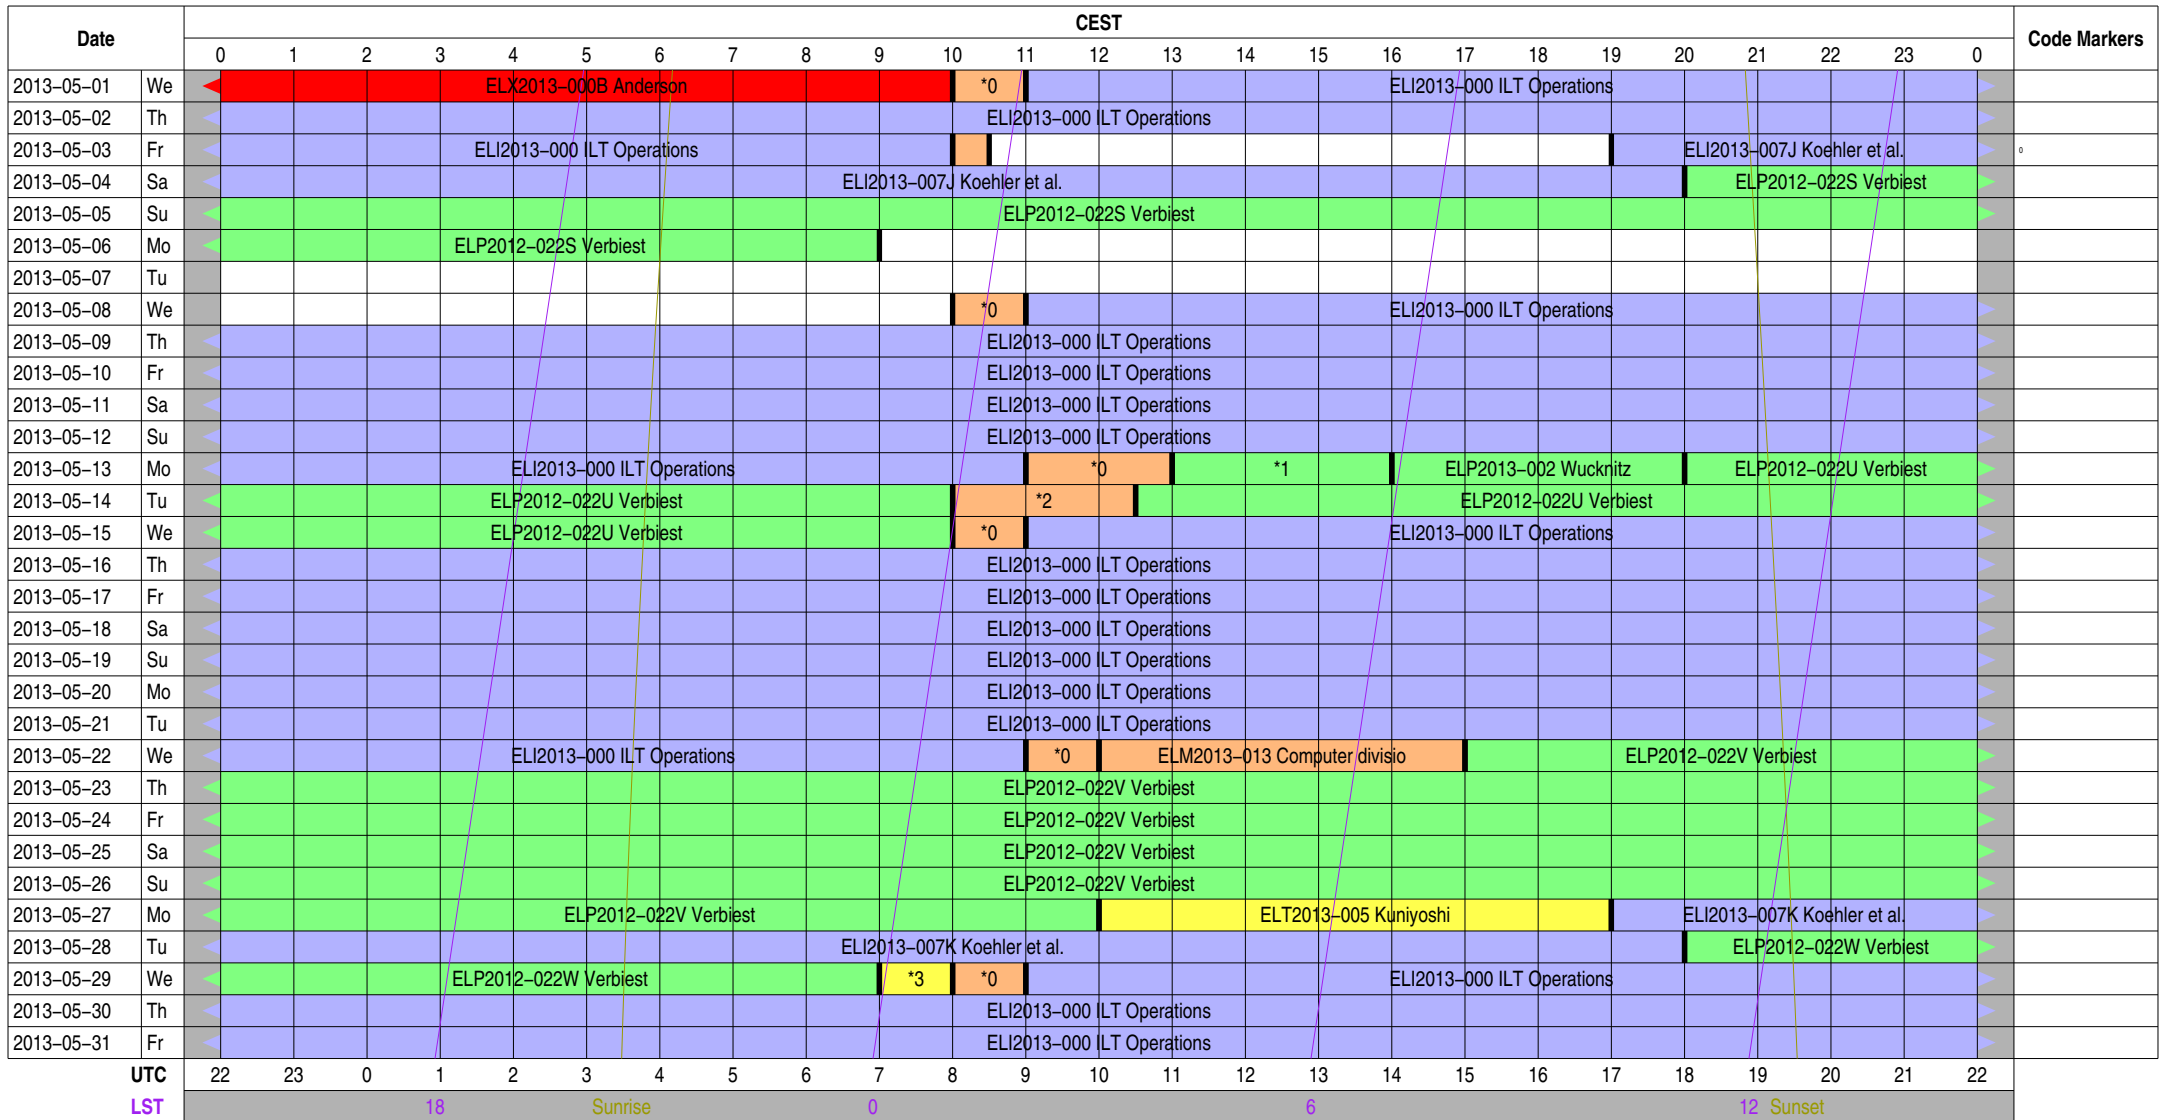 Date CEST Code Markers
0 1 2 3 4 5 6 7 8 9 10 11 12 13 14 15 16 17 18 19 20 21 22 23 0
2013-05-01 We ELX2013-000B Anderson *0 ELI2013-000 ILT Operations
2013-05-02 Th ELI2013-000 ILT Operations
2013-05-03 Fr ELI2013-000 ILT Operations ELI2013-007J Koehler et al. 0
2013-05-04 Sa ELI2013-007J Koehler et al. ELP2012-022S Verbiest
2013-05-05 Su ELP2012-022S Verbiest
2013-05-06 Mo ELP2012-022S Verbiest
2013-05-07 Tu
2013-05-08 We *0 ELI2013-000 ILT Operations
2013-05-09 Th ELI2013-000 ILT Operations
2013-05-10 Fr ELI2013-000 ILT Operations
2013-05-11 Sa ELI2013-000 ILT Operations
2013-05-12 Su ELI2013-000 ILT Operations
2013-05-13 Mo ELI2013-000 ILT Operations *0 *1 ELP2013-002 Wucknitz ELP2012-022U Verbiest
2013-05-14 Tu ELP2012-022U Verbiest *2 ELP2012-022U Verbiest
2013-05-15 We ELP2012-022U Verbiest *0 ELI2013-000 ILT Operations
2013-05-16 Th ELI2013-000 ILT Operations
2013-05-17 Fr ELI2013-000 ILT Operations
2013-05-18 Sa ELI2013-000 ILT Operations
2013-05-19 Su ELI2013-000 ILT Operations
2013-05-20 Mo ELI2013-000 ILT Operations
2013-05-21 Tu ELI2013-000 ILT Operations
2013-05-22 We ELI2013-000 ILT Operations *0 ELM2013-013 Computer divisio ELP2012-022V Verbiest
2013-05-23 Th ELP2012-022V Verbiest
2013-05-24 Fr ELP2012-022V Verbiest
2013-05-25 Sa ELP2012-022V Verbiest
2013-05-26 Su ELP2012-022V Verbiest
2013-05-27 Mo ELP2012-022V Verbiest ELT2013-005 Kuniyoshi ELI2013-007K Koehler et al.
2013-05-28 Tu ELI2013-007K Koehler et al. ELP2012-022W Verbiest
2013-05-29 We ELP2012-022W Verbiest *3 *0 ELI2013-000 ILT Operations
2013-05-30 Th ELI2013-000 ILT Operations
2013-05-31 Fr ELI2013-000 ILT Operations
UTC 22 23 0 1 2 3 4 5 6 7 8 9 10 11 12 13 14 15 16 17 18 19 20 21 22
LST 18 Sunrise 0 6 12 Sunset